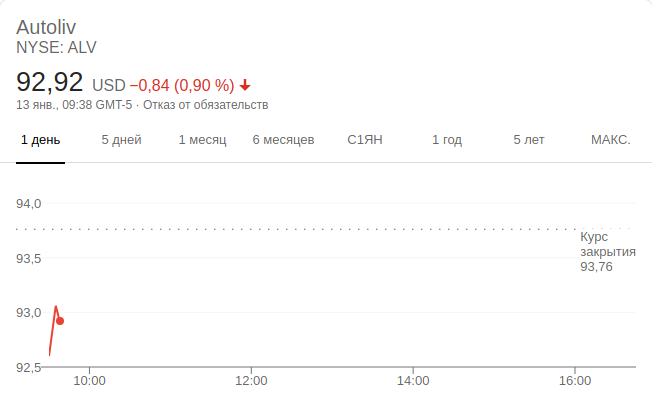 Autoliv
NYSE: ALV
92,92 USD −0,84 (0,90 %)
13 янв., 09:38 GMT-5 · Отказ от обязательств
1 день 5 дней 1 месяц 6 месяцев С1ЯН 1 год 5 лет МАКС.
94,0
Курс
закрытия
93,76
93,5
93,0
92,5
10:00 12:00 14:00 16:00